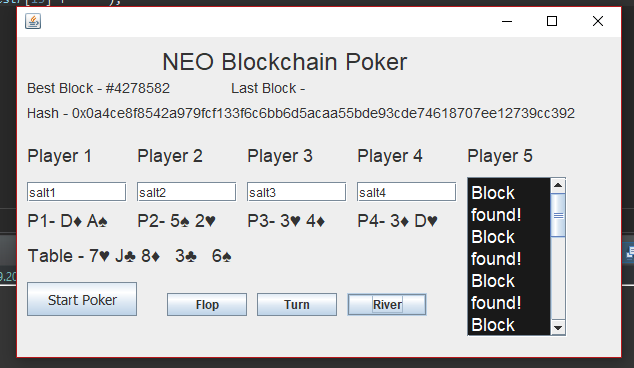 NEO Blockchain Poker
Best Block - #4278582 Last Block -
Hash - 0x0a4ce8f8542a979fcf133f6c6bb6d5acaa55bde93cde74618707ee12739cc392
Player 1 Player 2 Player 3 Player 4 Player 5
salt1 salt2 salt3 salt4
P1- D♦ A♠ P2- 5♠ 2♥ P3- 3♥ 4♦ P4- 3♦ D♥
Table - 7♥ J♣ 8♦ 3♣ 6♠
Start Poker Flop Turn River
Block
found!
Block
found!
Block
found!
Block